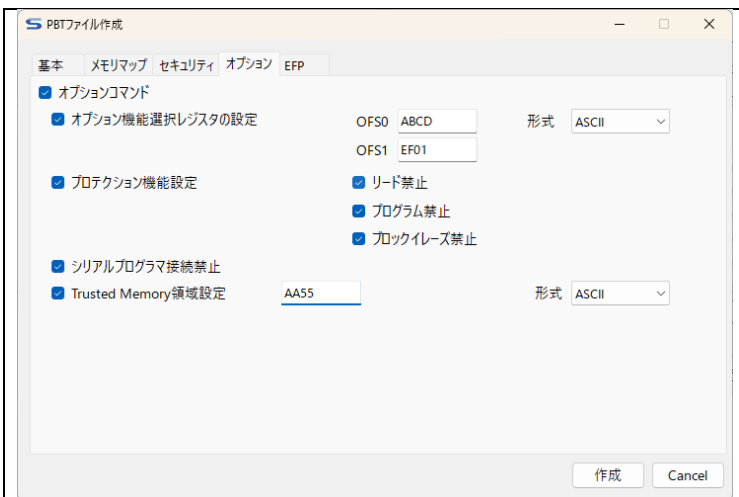 PBTファイル作成
基本 メモリマップ セキュリティ オプション EFP
オプションコマンド
オプション機能選択レジスタの設定 OFS0 ABCD 形式 ASCII
OFS1 EF01
プロテクション機能設定 リード禁止
プログラム禁止
ブロックイレーズ禁止
シリアルプログラマ接続禁止
Trusted Memory領域設定 AA55 形式 ASCII
作成 Cancel